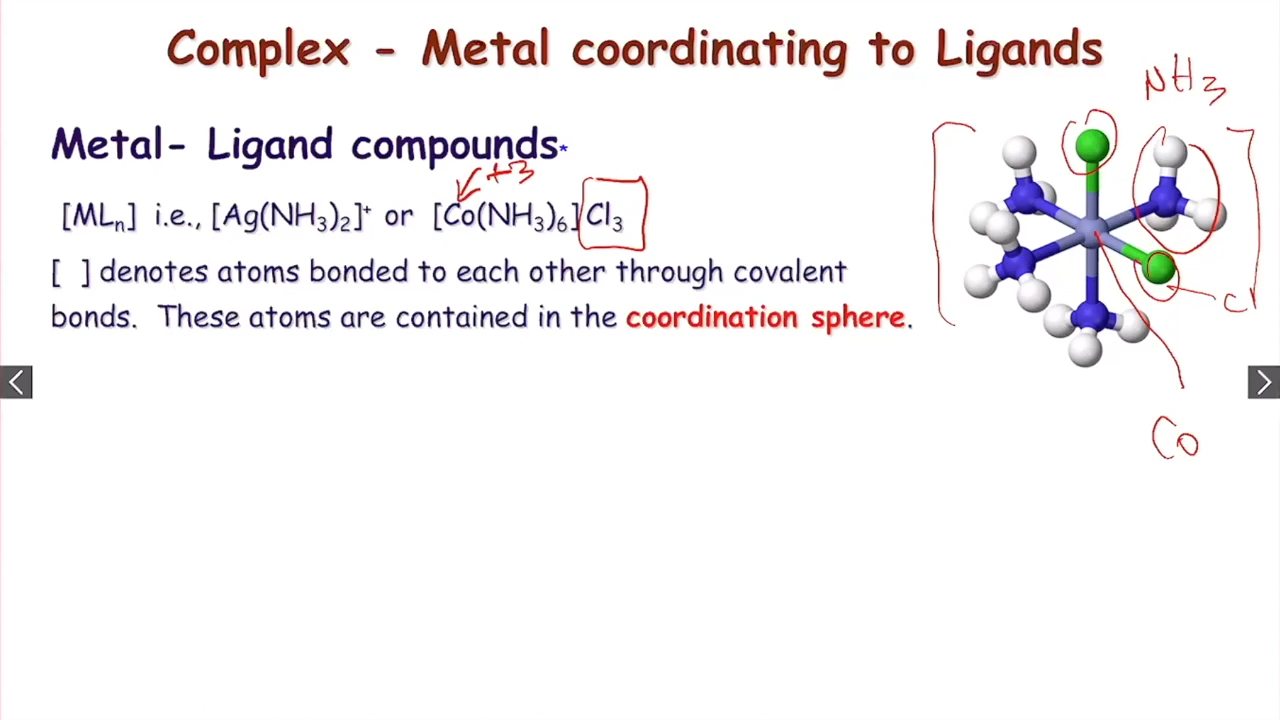 Complex - Metal coordinating to Ligands
NH3
Metal- Ligand compounds*
+3
[MLₙ] i.e., [Ag(NH₃)₂]⁺ or [Co(NH₃)₆]Cl₃
[ ] denotes atoms bonded to each other through covalent
bonds. These atoms are contained in the coordination sphere.
Cl
Co